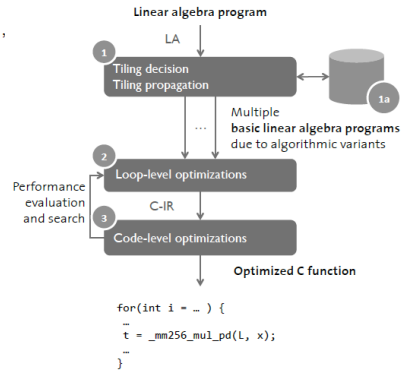 Linear algebra program
,
LA
1
Tiling decision
Tiling propagation
1a
...
Multiple
basic linear algebra programs
due to algorithmic variants
2
Loop-level optimizations
Performance
evaluation
and search
C-IR
3
Code-level optimizations
Optimized C function
for(int i = … ) {
…
t = _mm256_mul_pd(L, x);
…
}